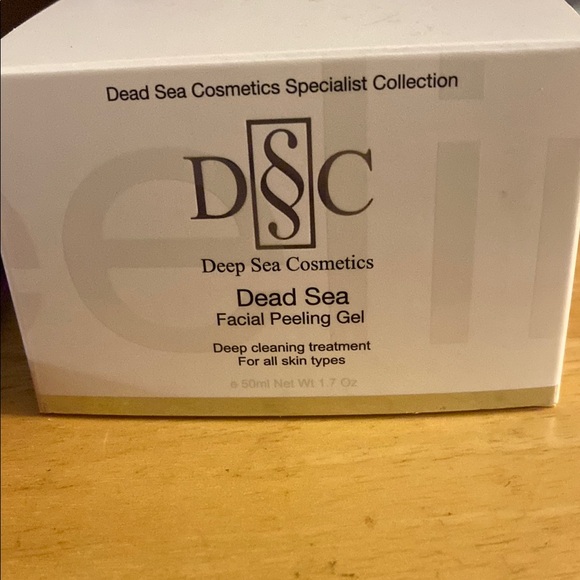 Dead Sea Cosmetics Specialist Collection
D§C
Deep Sea Cosmetics
Dead Sea
Facial Peeling Gel
Deep cleaning treatment
For all skin types
e 50ml Net Wt 1.7 Oz